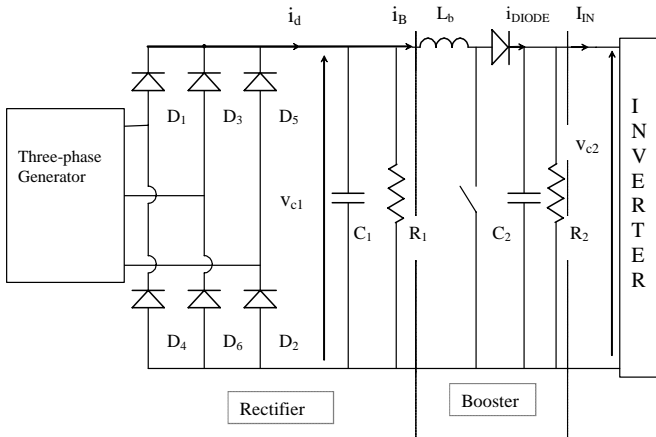 i_d
i_B
L_b
i_DIODE
I_IN
D_1
D_3
D_5
Three-phase
Generator
v_c1
C_1
R_1
C_2
R_2
v_c2
INVERTER
D_4
D_6
D_2
Rectifier
Booster